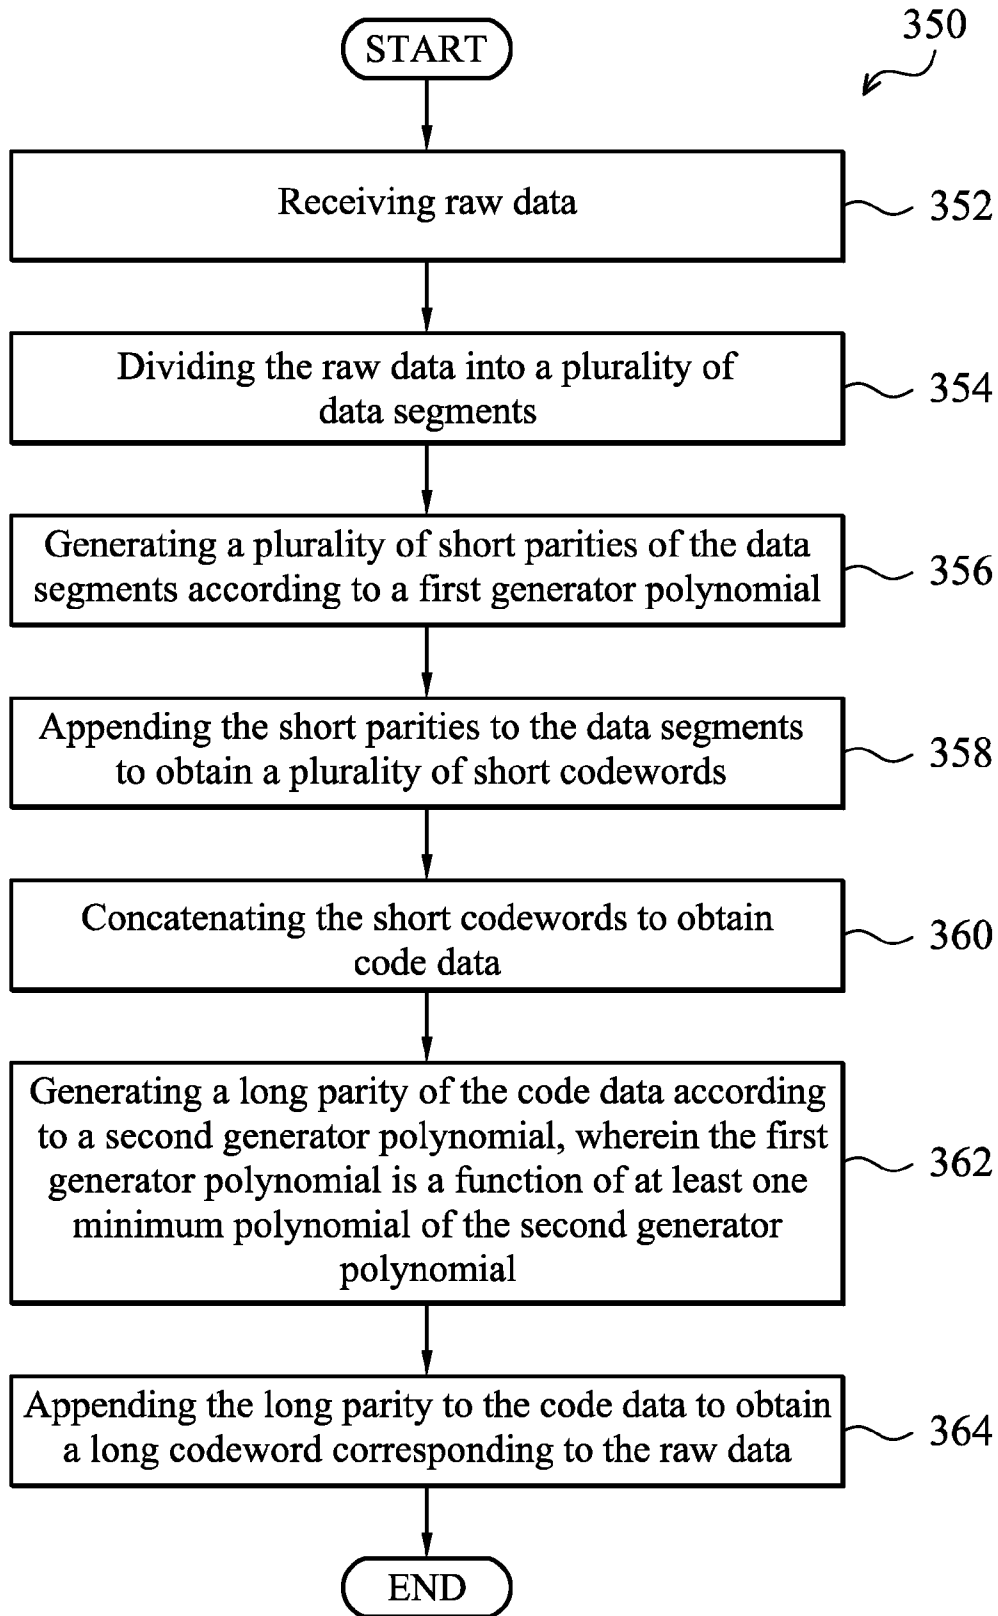 START
350
Receiving raw data
352
Dividing the raw data into a plurality of
data segments
354
Generating a plurality of short parities of the data
segments according to a first generator polynomial
356
Appending the short parities to the data segments
to obtain a plurality of short codewords
358
Concatenating the short codewords to obtain
code data
360
Generating a long parity of the code data according
to a second generator polynomial, wherein the first
generator polynomial is a function of at least one
minimum polynomial of the second generator
polynomial
362
Appending the long parity to the code data to obtain
a long codeword corresponding to the raw data
364
END